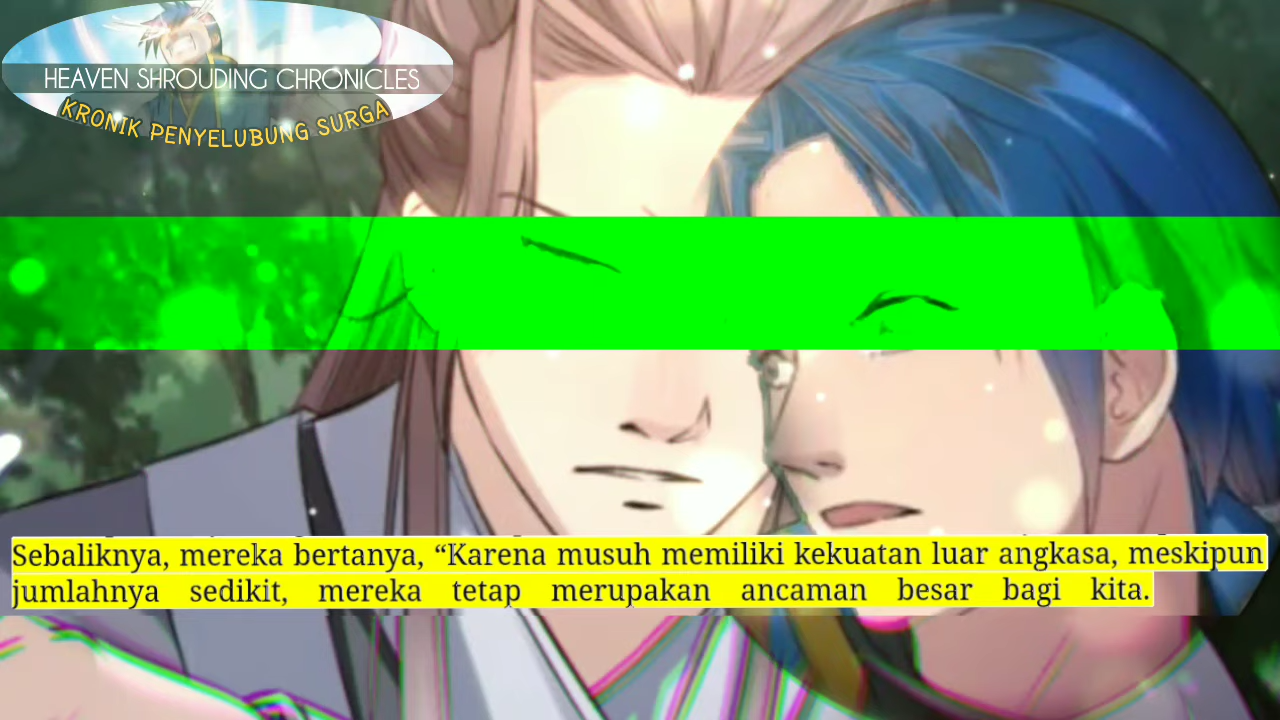 HEAVEN SHROUDING CHRONICLES
KRONIK PENYELUBUNG SURGA
Sebaliknya, mereka bertanya, “Karena musuh memiliki kekuatan luar angkasa, meskipun
jumlahnya sedikit, mereka tetap merupakan ancaman besar bagi kita.